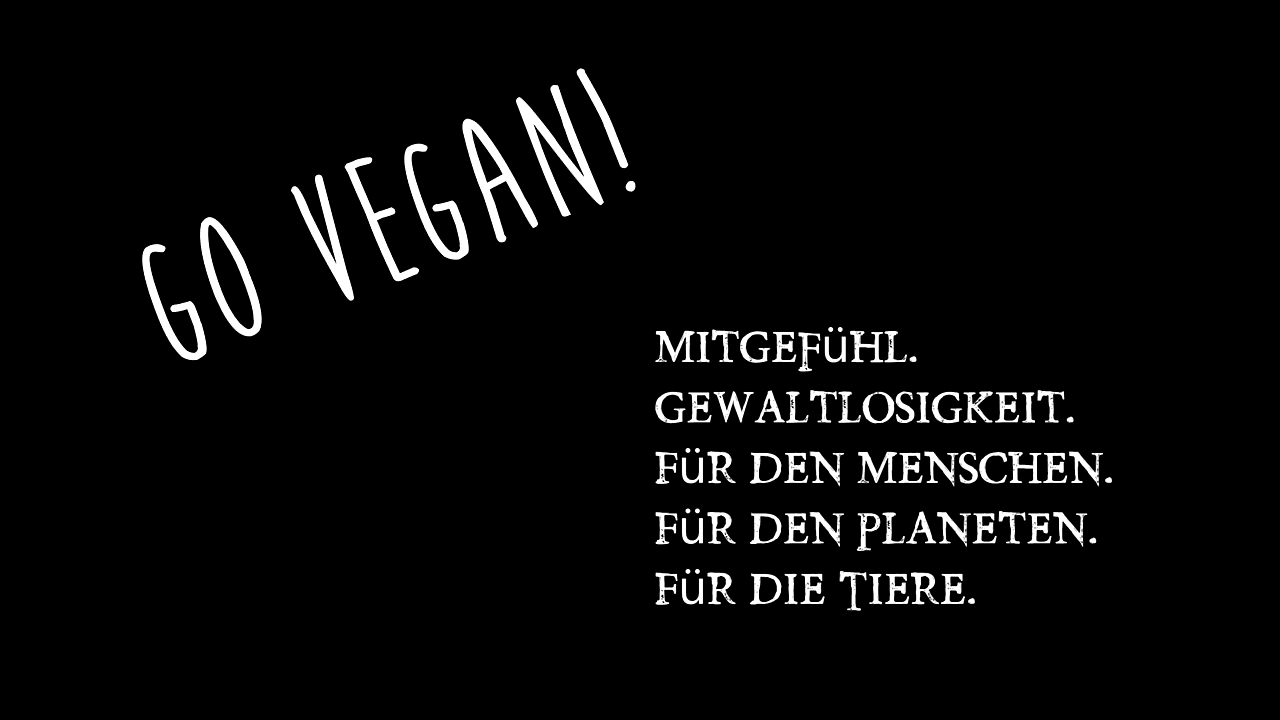 GO VEGAN!
MITGEFÜHL.
GEWALTLOSIGKEIT.
FÜR DEN MENSCHEN.
FÜR DEN PLANETEN.
FÜR DIE TIERE.